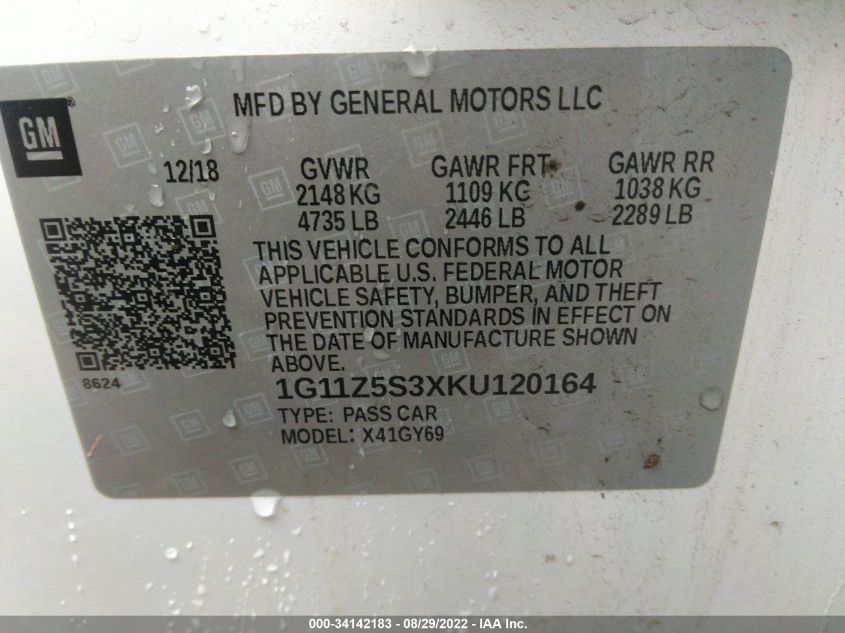 GM
®
MFD BY GENERAL MOTORS LLC
12/18 GVWR GAWR FRT GAWR RR
2148 KG 1109 KG 1038 KG
4735 LB 2446 LB 2289 LB
THIS VEHICLE CONFORMS TO ALL
APPLICABLE U.S. FEDERAL MOTOR
VEHICLE SAFETY, BUMPER, AND THEFT
PREVENTION STANDARDS IN EFFECT ON
THE DATE OF MANUFACTURE SHOWN
ABOVE.
8624
1G11Z5S3XKU120164
TYPE: PASS CAR
MODEL: X41GY69
000-34142183 - 08/29/2022 - IAA Inc.